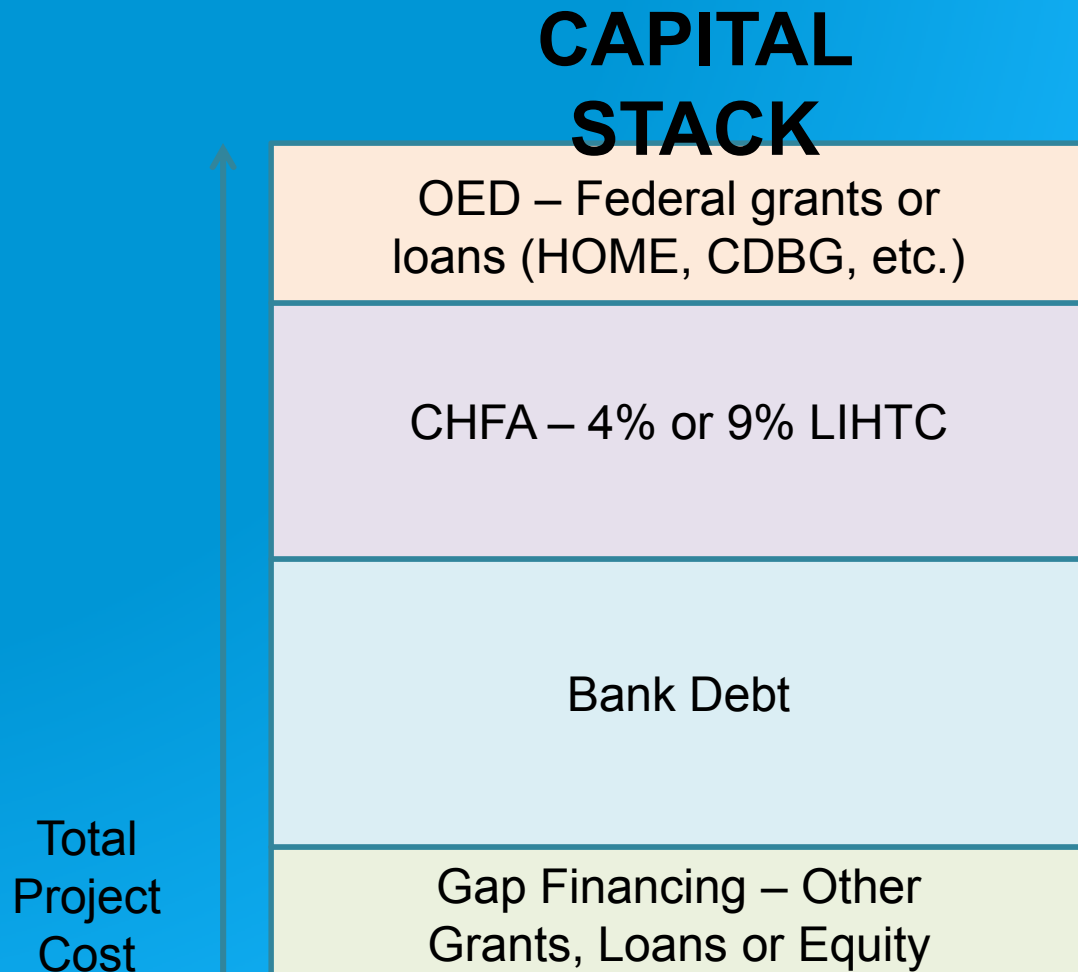 CAPITAL
STACK
OED – Federal grants or
loans (HOME, CDBG, etc.)
CHFA – 4% or 9% LIHTC
Bank Debt
Total
Project
Cost
Gap Financing – Other
Grants, Loans or Equity